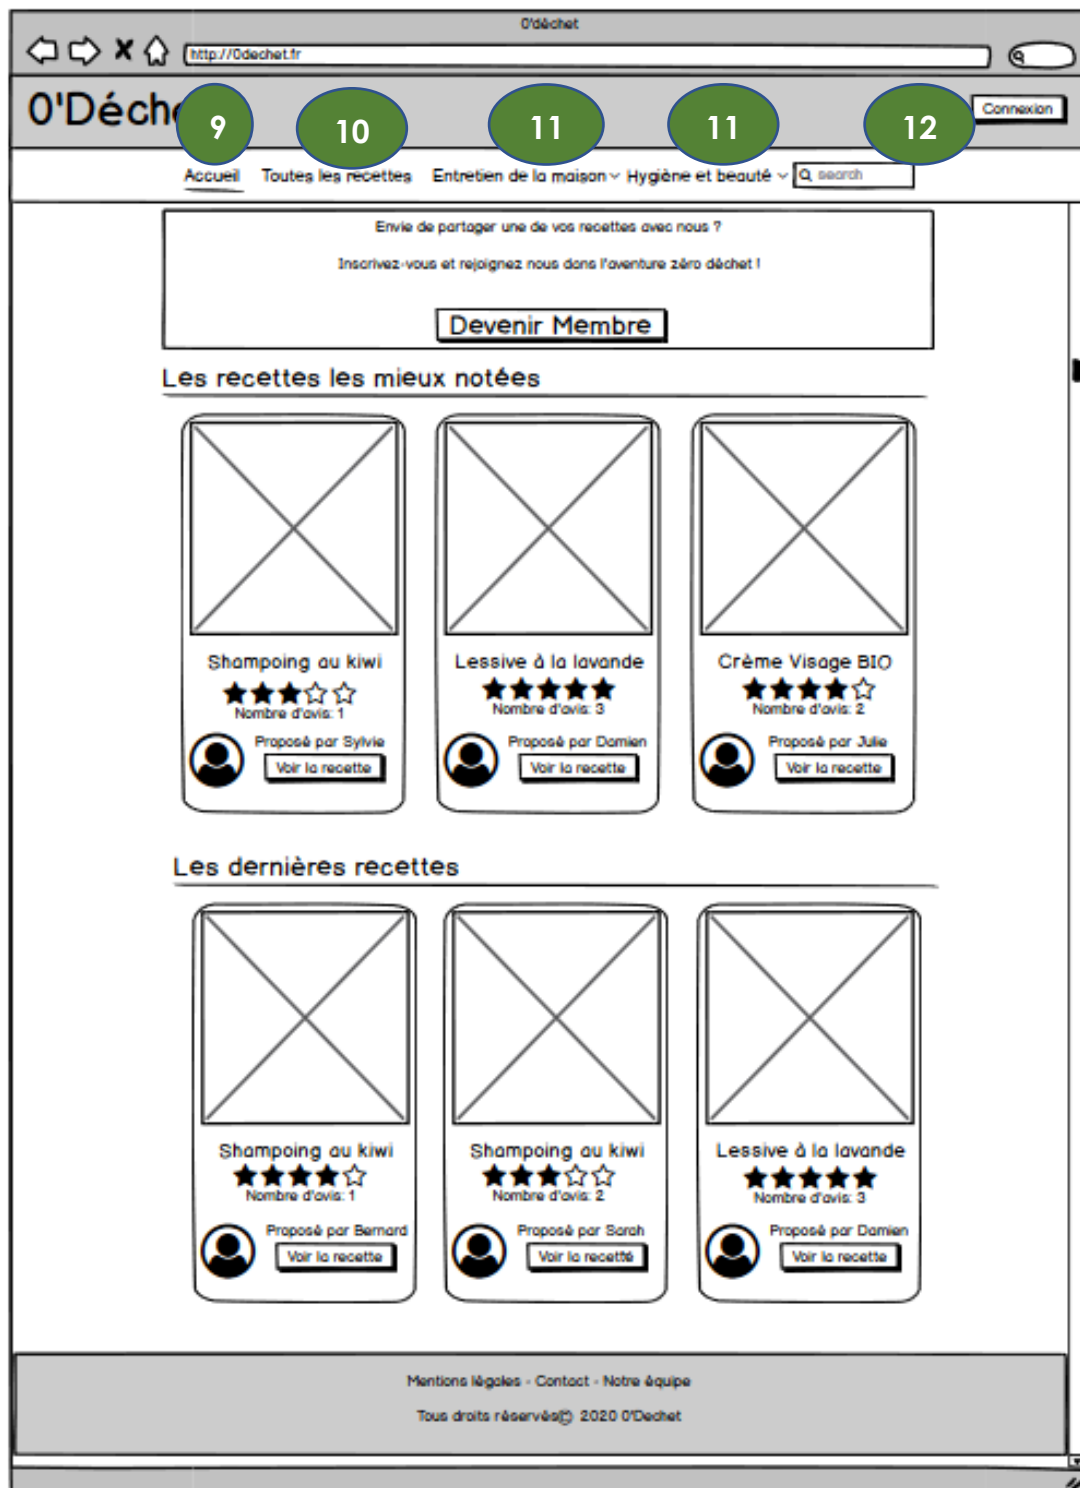 0'déchet
http://0dechet.fr
0'Déch
9
10
11
11
12
Connexion
Accueil Toutes les recettes Entretien de la maison Hygiène et beauté search
Envie de partager une de vos recettes avec nous ?
Inscrivez-vous et rejoignez nous dans l'aventure zéro déchet !
Devenir Membre
Les recettes les mieux notées
Shampoing au kiwi
Nombre d'avis: 1
Proposé par Sylvie
Voir la recette
Lessive à la lavande
Nombre d'avis: 3
Proposé par Damien
Voir la recette
Crème Visage BIO
Nombre d'avis: 2
Proposé par Julie
Voir la recette
Les dernières recettes
Shampoing au kiwi
Nombre d'avis: 1
Proposé par Bernard
Voir la recette
Shampoing au kiwi
Nombre d'avis: 2
Proposé par Sarah
Voir la recette
Lessive à la lavande
Nombre d'avis: 3
Proposé par Damien
Voir la recette
Mentions légales - Contact - Notre équipe
Tous droits réservés© 2020 0'Dechet